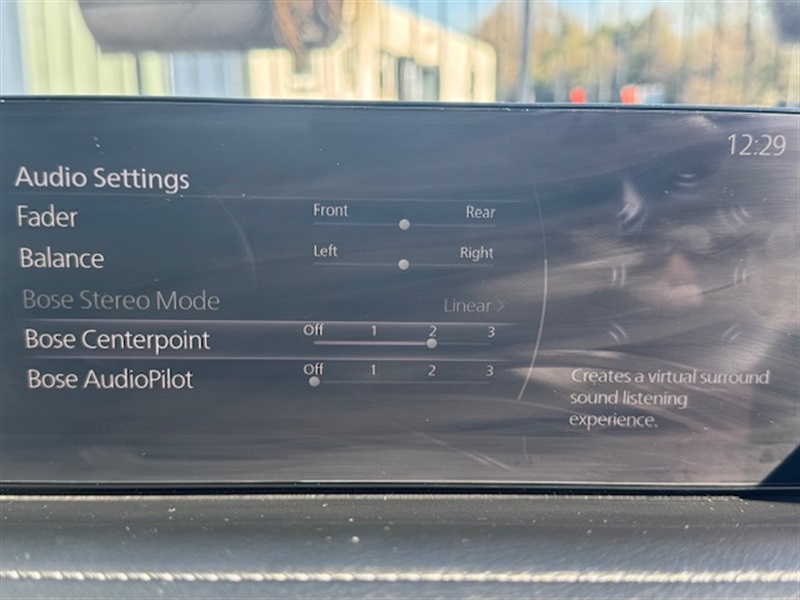 12:29
Audio Settings
Fader Front Rear
Balance Left Right
Bose Stereo Mode Linear >
Bose Centerpoint Off 1 2 3
Bose AudioPilot Off 1 2 3
Creates a virtual surround
sound listening
experience.